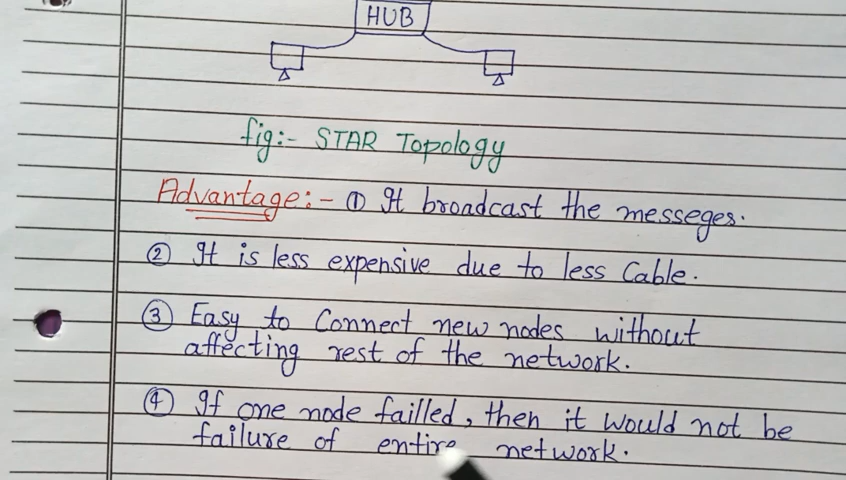 HUB
fig:- STAR Topology
Advantage:- ① It broadcast the messeges.
② It is less expensive due to less Cable.
③ Easy to Connect new nodes without
affecting rest of the network.
④ If one node failled, then it would not be
failure of entire network.